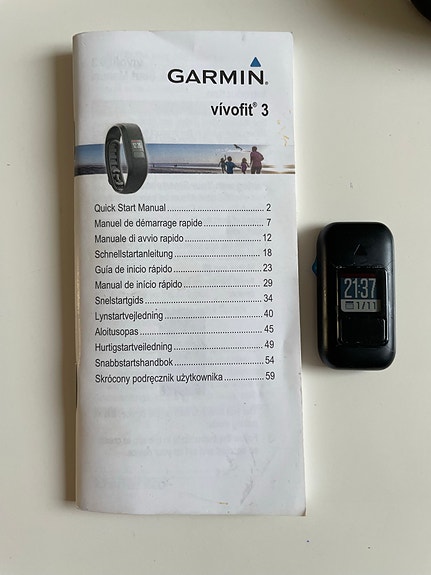 GARMIN®
vívofit® 3
Quick Start Manual 2
Manuel de démarrage rapide 7
Manuale di avvio rapido 12
Schnellstartanleitung 18
Guía de inicio rápido 23
Manual de início rápido 29
Snelstartgids 34
Lynstartvejledning 40
Aloitusopas 45
Hurtigstartveiledning 49
Snabbstartshandbok 54
Skrócony podręcznik użytkownika 59
21:37
1/11